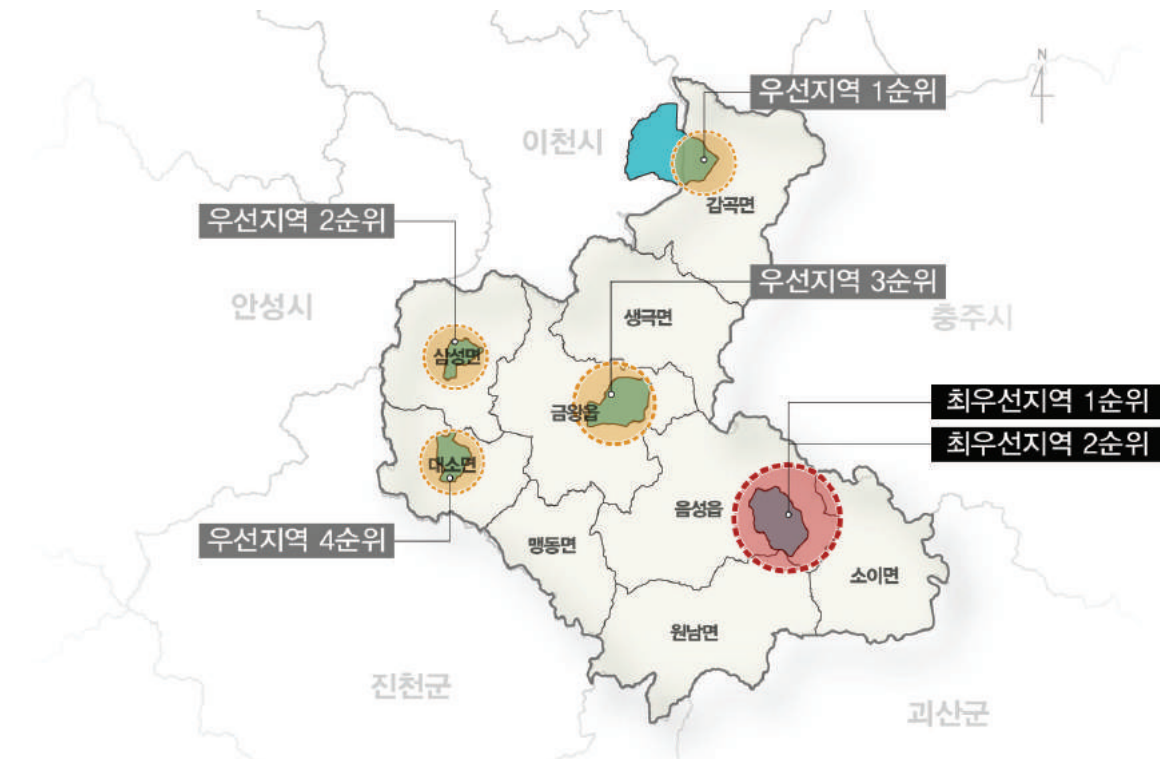 N
우선지역 1순위
이천시
감곡면
우선지역 2순위
우선지역 3순위
안성시
생극면
충주시
삼성면
최우선지역 1순위
금왕읍
최우선지역 2순위
대소면
음성읍
우선지역 4순위
맹동면
소이면
원남면
진천군
괴산군